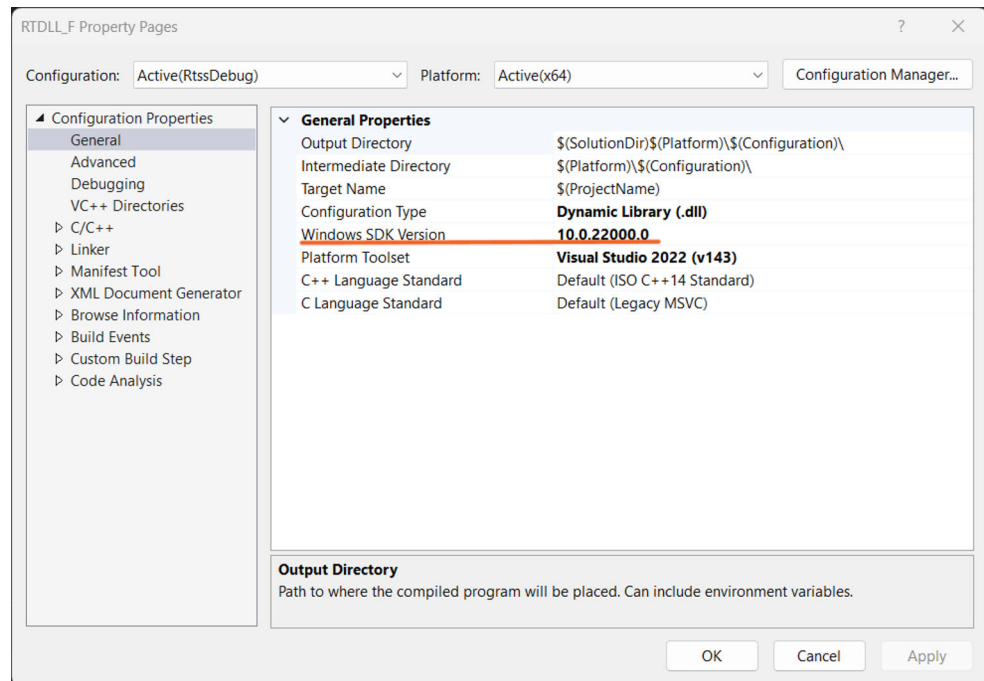 RTDLL_F Property Pages
Configuration: Active(RtssDebug) Platform: Active(x64) Configuration Manager...
Configuration Properties
General
Advanced
Debugging
VC++ Directories
C/C++
Linker
Manifest Tool
XML Document Generator
Browse Information
Build Events
Custom Build Step
Code Analysis
General Properties
Output Directory $(SolutionDir)$(Platform)\$(Configuration)\
Intermediate Directory $(Platform)\$(Configuration)\
Target Name $(ProjectName)
Configuration Type Dynamic Library (.dll)
Windows SDK Version 10.0.22000.0
Platform Toolset Visual Studio 2022 (v143)
C++ Language Standard Default (ISO C++14 Standard)
C Language Standard Default (Legacy MSVC)
Output Directory
Path to where the compiled program will be placed. Can include environment variables.
OK Cancel Apply